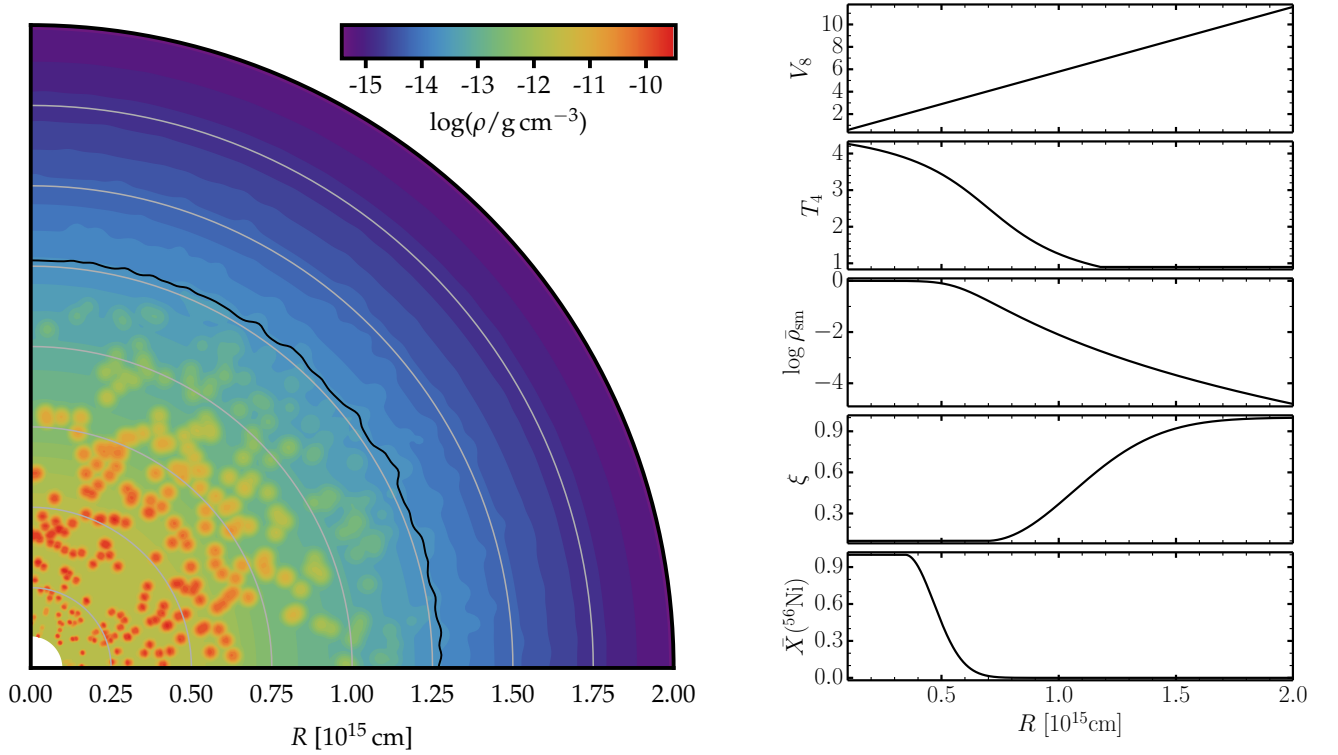 -15 -14 -13 -12 -11 -10
log(ρ/g cm⁻³)
0.00 0.25 0.50 0.75 1.00 1.25 1.50 1.75 2.00
R [10¹⁵ cm]
10
8
6
4
2
V₈
4
3
2
1
T₄
0
−2
−4
log ρ̄ₛₘ
0.9
0.6
0.3
ξ
0.9
0.6
0.3
0.0
X̄(⁵⁶Ni)
0.5 1.0 1.5 2.0
R [10¹⁵cm]